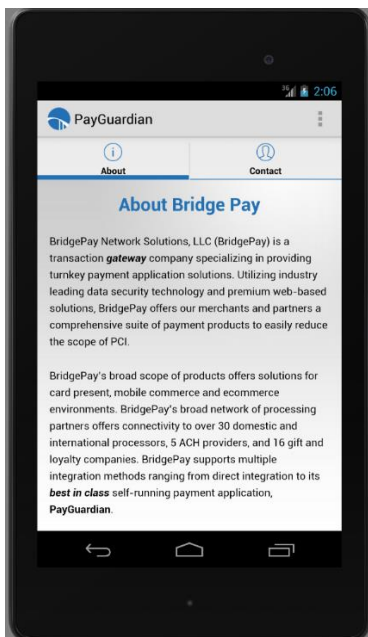 3G 2:06
PayGuardian
About
Contact
About Bridge Pay
BridgePay Network Solutions, LLC (BridgePay) is a
transaction gateway company specializing in providing
turnkey payment application solutions. Utilizing industry
leading data security technology and premium web-based
solutions, BridgePay offers our merchants and partners a
comprehensive suite of payment products to easily reduce
the scope of PCI.
BridgePay's broad scope of products offers solutions for
card present, mobile commerce and ecommerce
environments. BridgePay's broad network of processing
partners offers connectivity to over 30 domestic and
international processors, 5 ACH providers, and 16 gift and
loyalty companies. BridgePay supports multiple
integration methods ranging from direct integration to its
best in class self-running payment application,
PayGuardian.